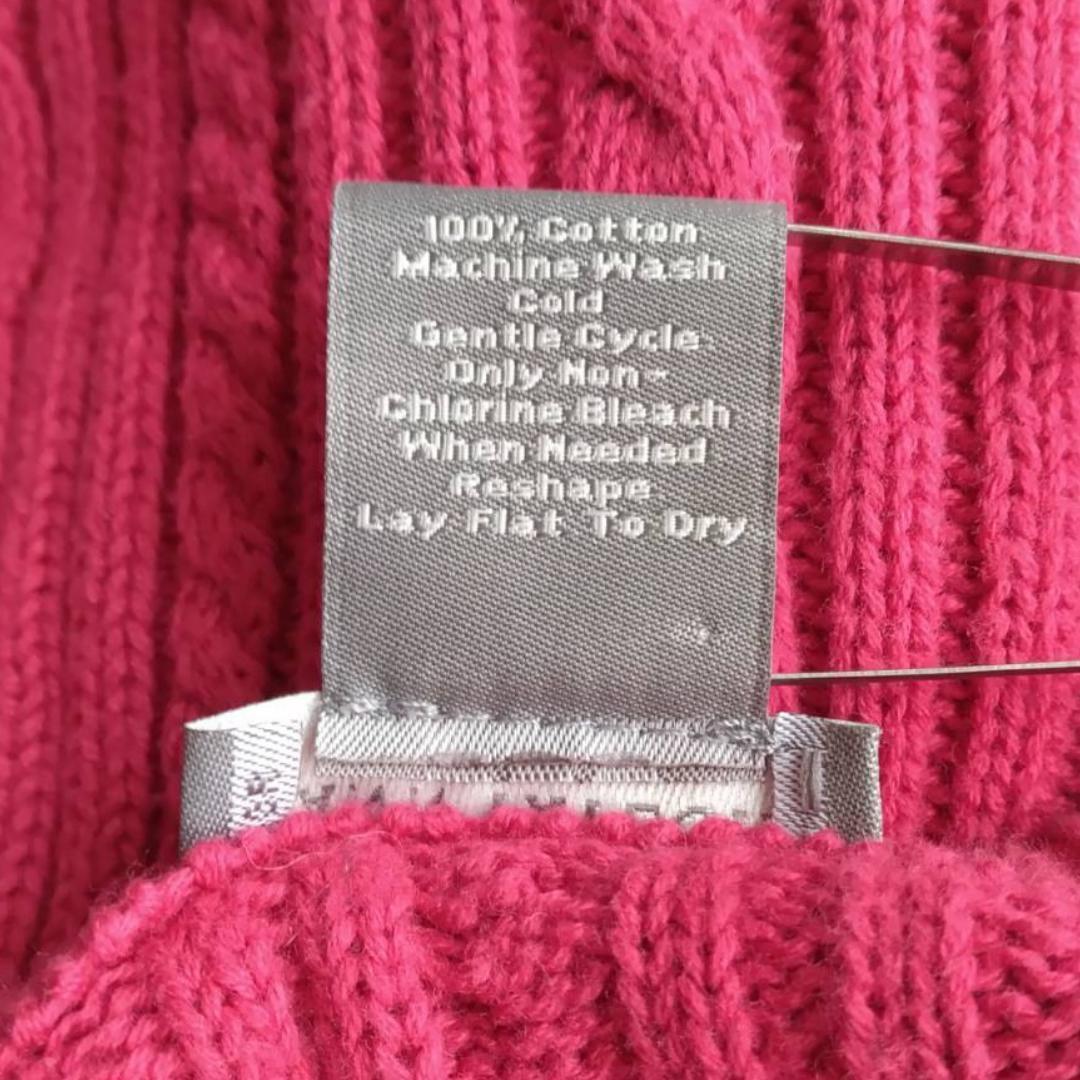 100% Cotton
Machine Wash
Cold
Gentle Cycle
Only Non-
Chlorine Bleach
When Needed
Reshape
Lay Flat To Dry